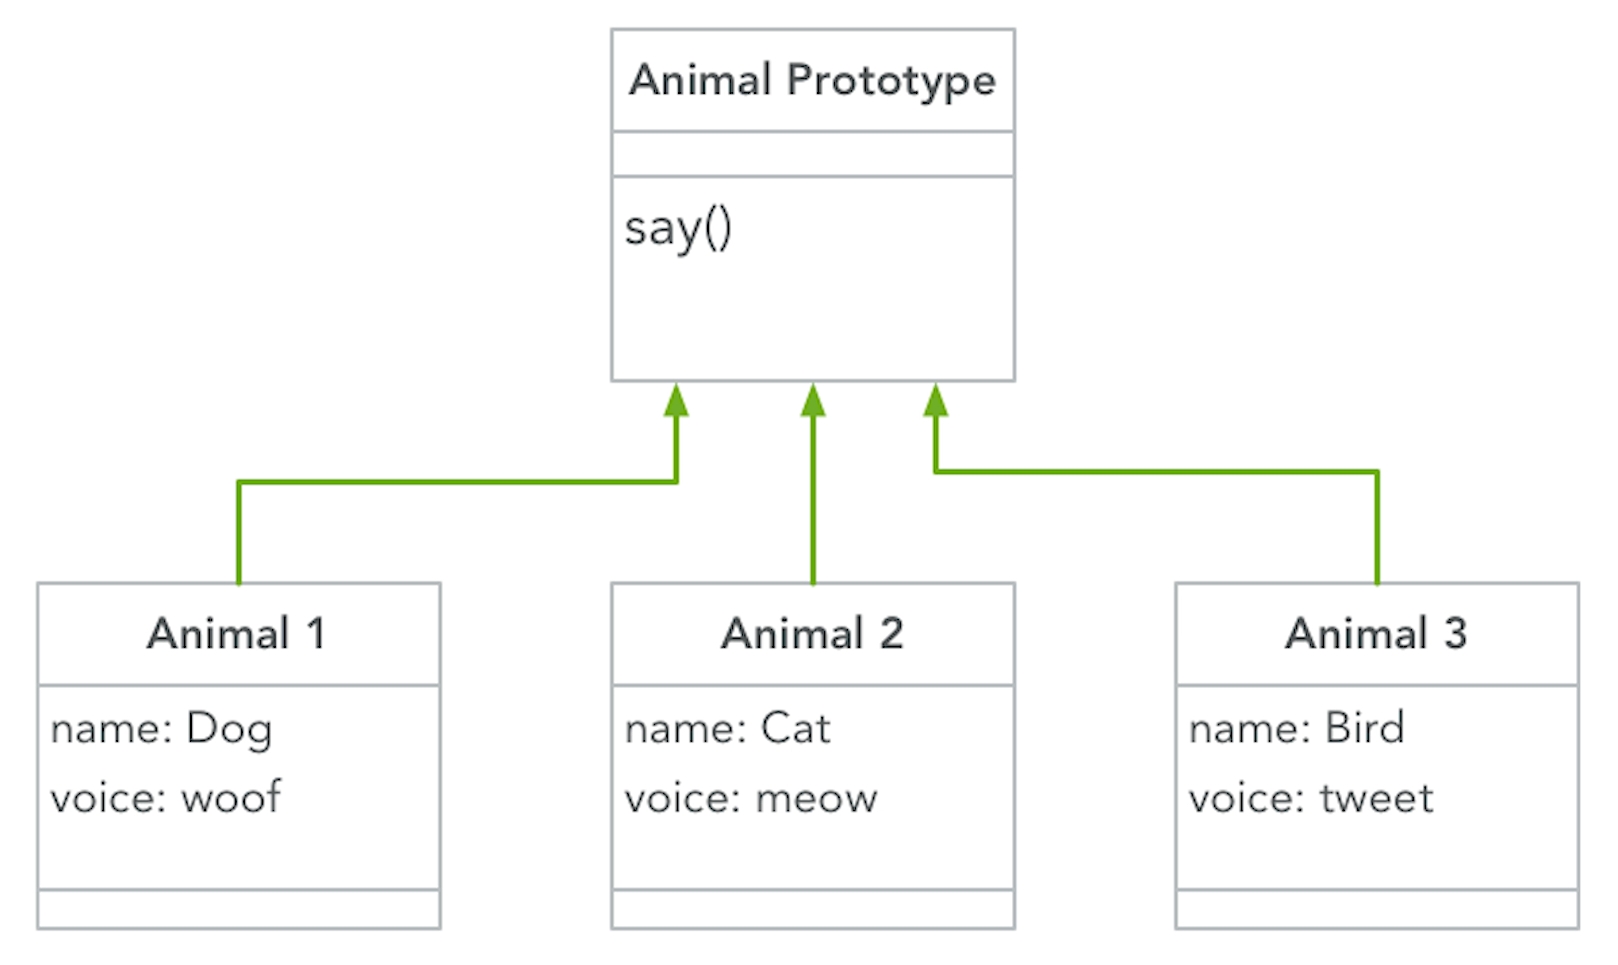 Animal Prototype
say()
Animal 1
name: Dog
voice: woof
Animal 2
name: Cat
voice: meow
Animal 3
name: Bird
voice: tweet